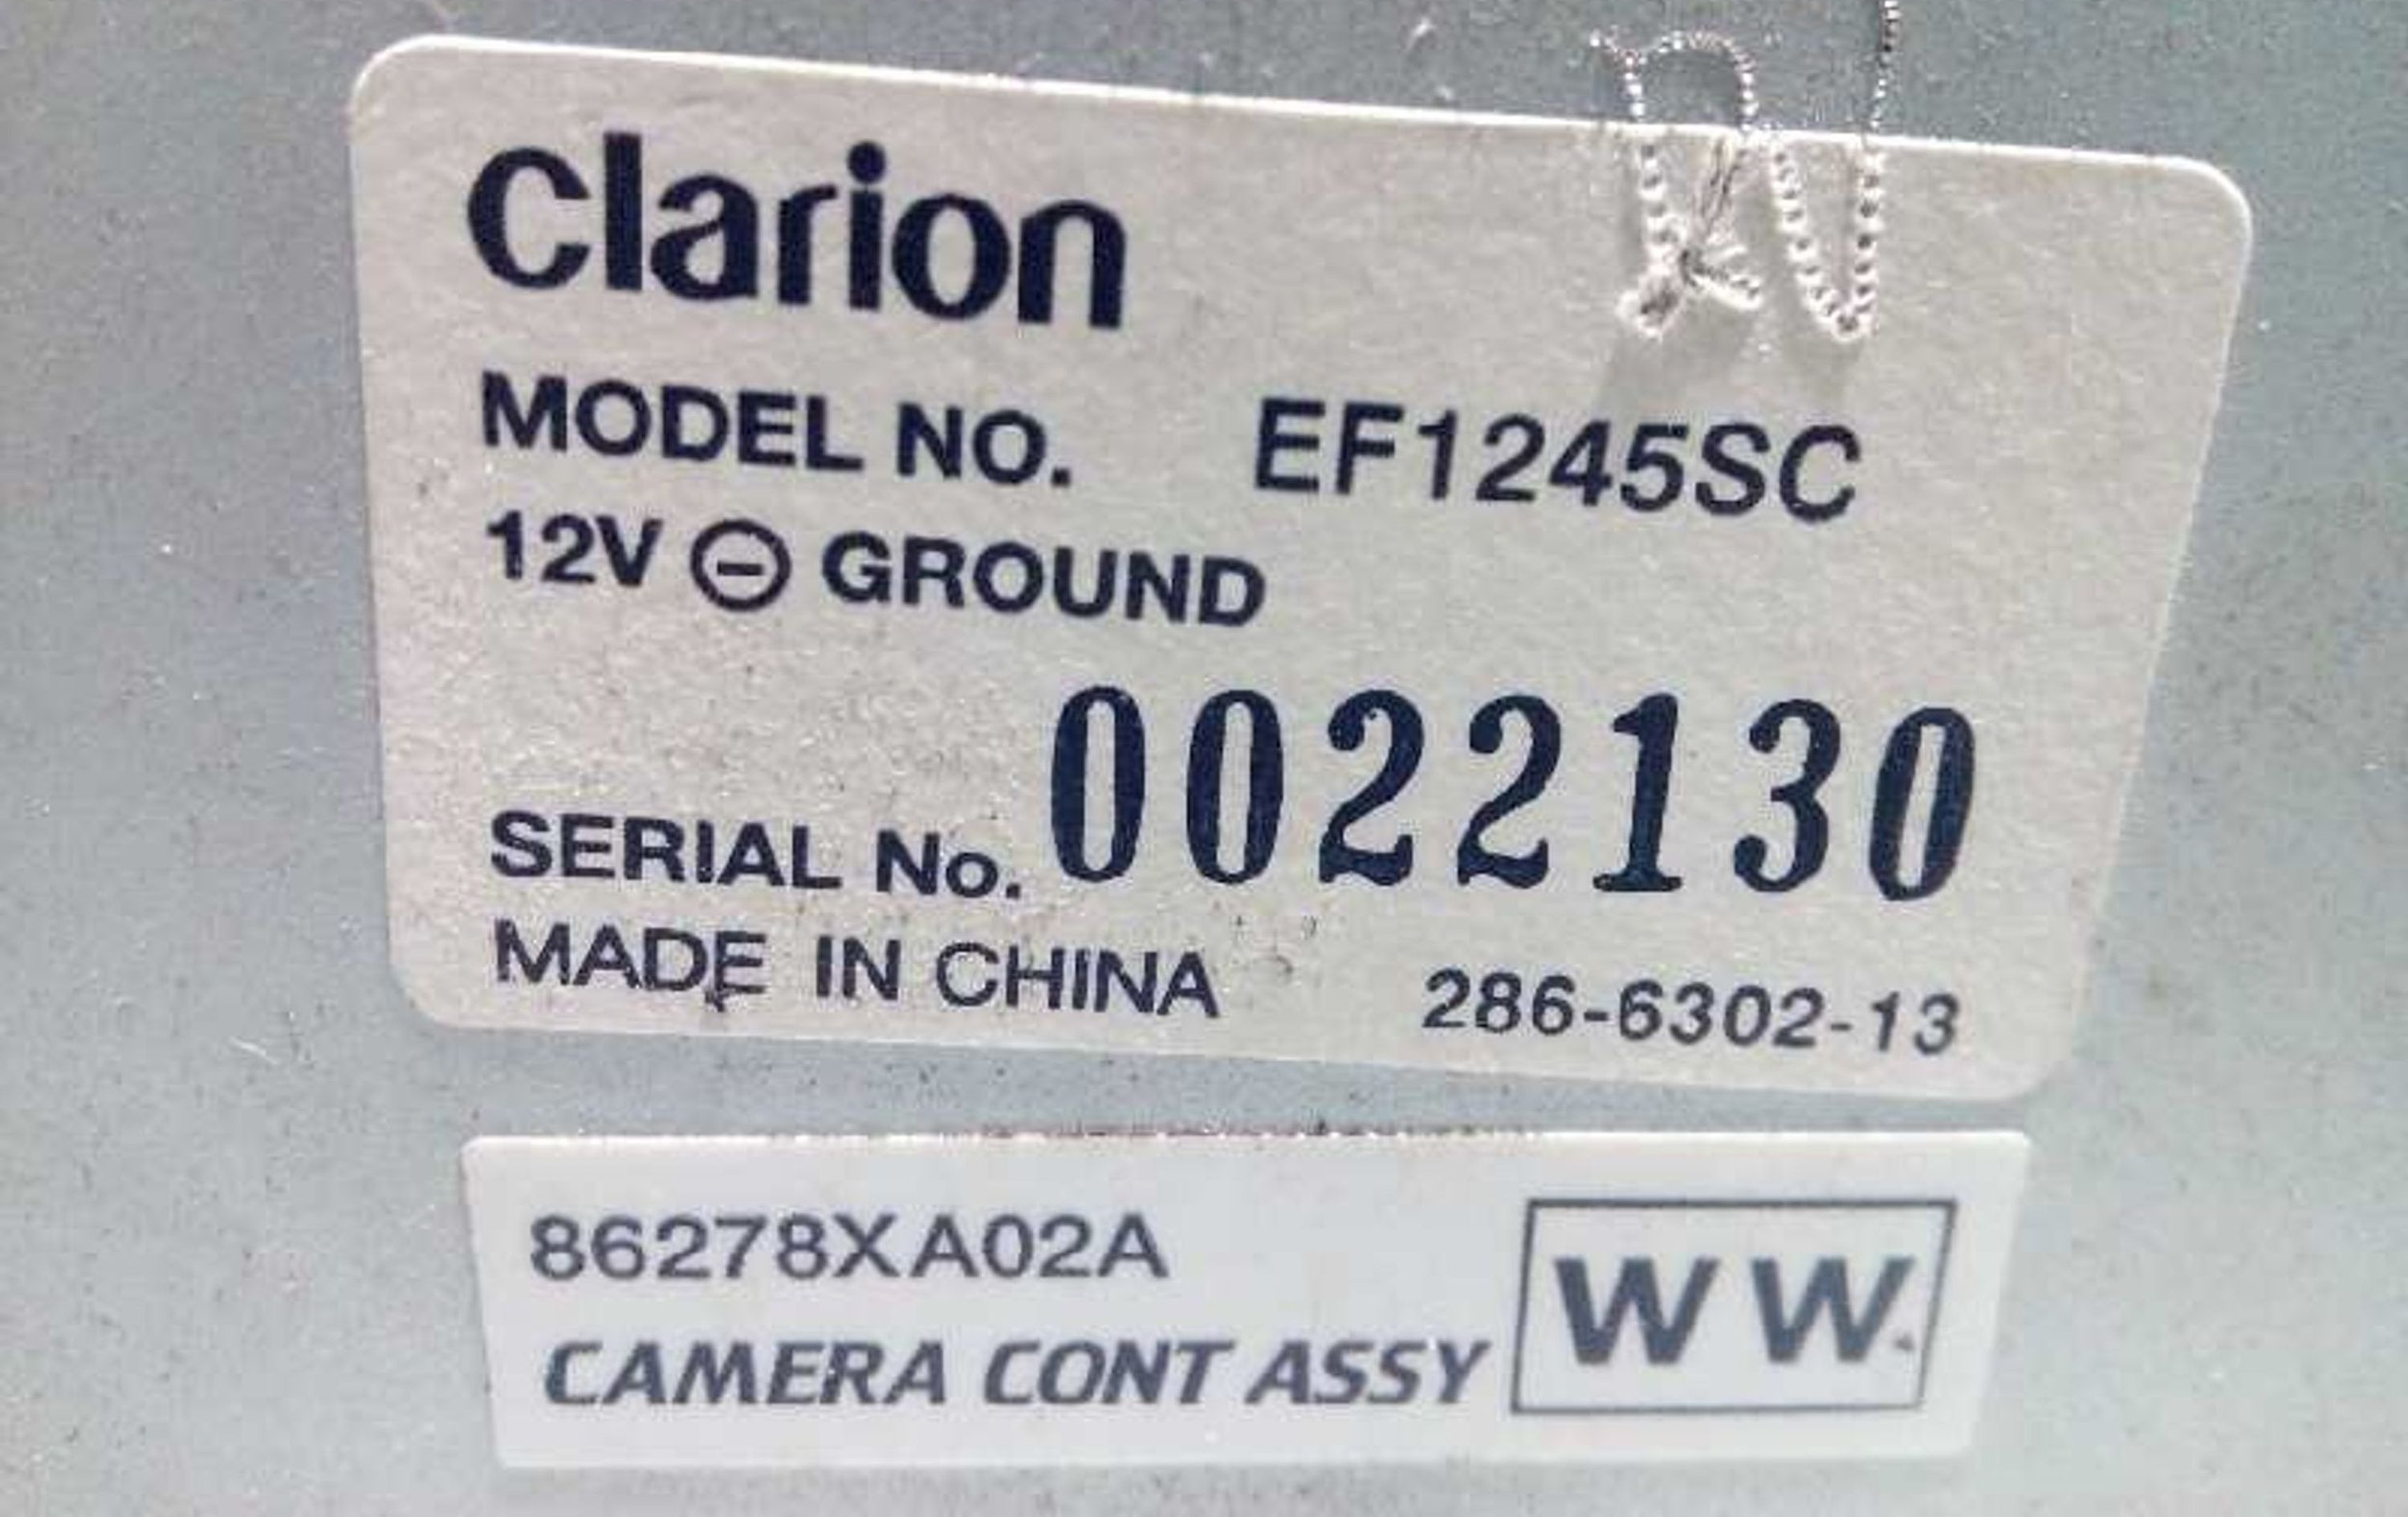 Clarion
MODEL NO. EF1245SC
12V ⊖ GROUND
SERIAL No. 0022130
MADE IN CHINA 286-6302-13
86278XA02A
CAMERA CONT ASSY WW